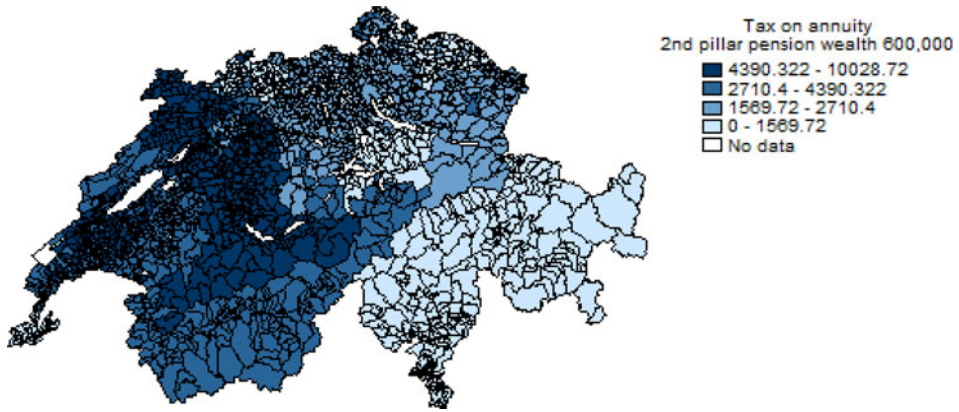 Tax on annuity
2nd pillar pension wealth 600,000
4390.322 - 10028.72
2710.4 - 4390.322
1569.72 - 2710.4
0 - 1569.72
No data